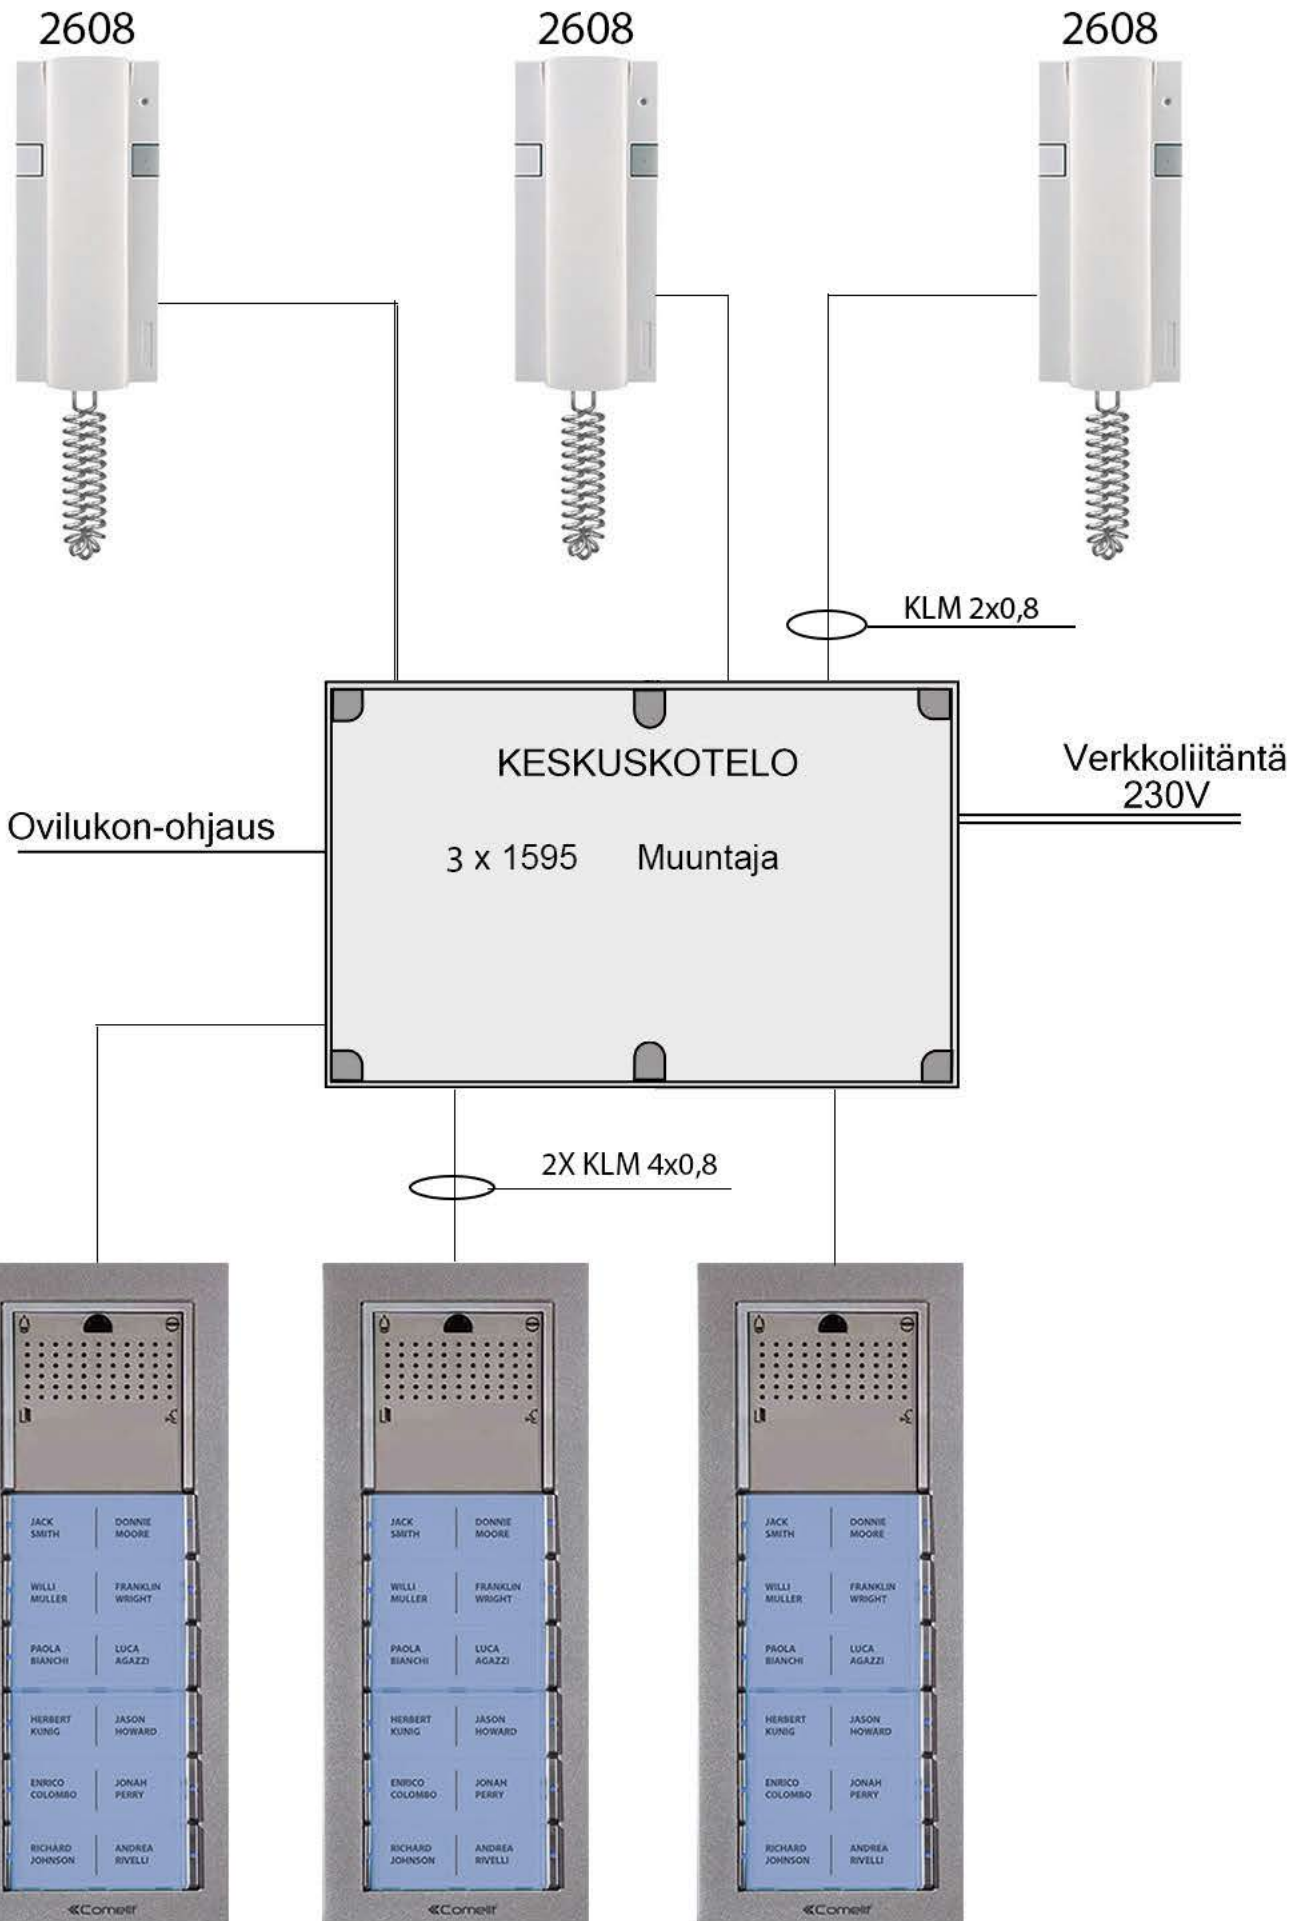 2608
2608
2608
KLM 2x0,8
KESKUSKOTELO
Verkkoliitäntä
230V
Ovilukon-ohjaus
3 x 1595 Muuntaja
2X KLM 4x0,8
JACK
SMITH
DONNIE
MOORE
WILLI
MULLER
FRANKLIN
WRIGHT
PAOLA
BIANCHI
LUCA
AGAZZI
HERBERT
KUNIG
JASON
HOWARD
ENRICO
COLOMBO
JONAH
PERRY
RICHARD
JOHNSON
ANDREA
RIVELLI
Comelit
JACK
SMITH
DONNIE
MOORE
WILLI
MULLER
FRANKLIN
WRIGHT
PAOLA
BIANCHI
LUCA
AGAZZI
HERBERT
KUNIG
JASON
HOWARD
ENRICO
COLOMBO
JONAH
PERRY
RICHARD
JOHNSON
ANDREA
RIVELLI
Comelit
JACK
SMITH
DONNIE
MOORE
WILLI
MULLER
FRANKLIN
WRIGHT
PAOLA
BIANCHI
LUCA
AGAZZI
HERBERT
KUNIG
JASON
HOWARD
ENRICO
COLOMBO
JONAH
PERRY
RICHARD
JOHNSON
ANDREA
RIVELLI
Comelit